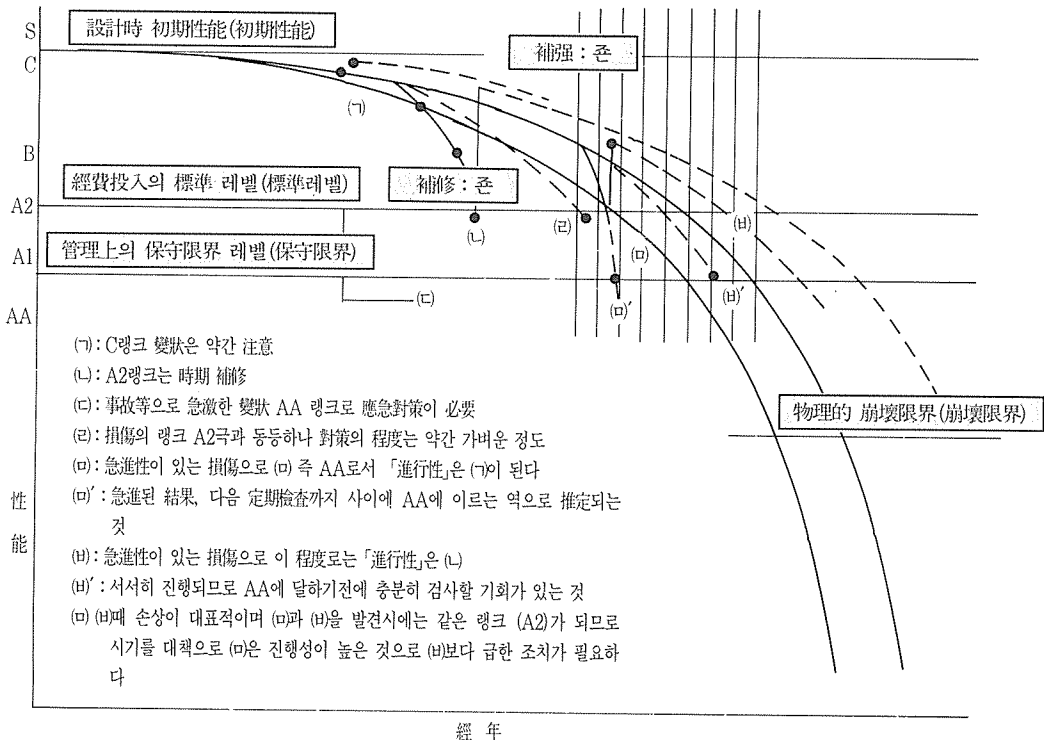 S
設計時 初期性能(初期性能)
C
補强 : 죤
(ㄱ)
B
經費投入의 標準 레벨(標準레벨)
補修 : 죤
A2
(ㄴ)
(ㄹ)
(ㅂ)
管理上의 保守限界 레벨(保守限界)
A1
(ㅁ)
(ㄷ)
(ㅁ)′
(ㅂ)′
AA
(ㄱ) : C랭크 變狀은 약간 注意
(ㄴ) : A2랭크는 時期 補修
(ㄷ) : 事故等으로 急激한 變狀 AA 랭크로 應急對策이 必要
物理的 崩壞限界(崩壞限界)
(ㄹ) : 損傷의 랭크 A2극과 동등하나 對策의 程度는 약간 가벼운 정도
(ㅁ) : 急進性이 있는 損傷으로 (ㅁ) 즉 AA로서 「進行性」은 (ㄱ)이 된다
(ㅁ)′ : 急進된 結果, 다음 定期檢査까지 사이에 AA에 이르는 역으로 推定되는
것
(ㅂ) : 急進性이 있는 損傷으로 이 程度로는 「進行性」은 (ㄴ)
(ㅂ)′ : 서서히 진행되므로 AA에 달하기전에 충분히 검사할 기회가 있는 것
(ㅁ) (ㅂ)때 손상이 대표적이며 (ㅁ)과 (ㅂ)을 발견시에는 같은 랭크 (A2)가 되므로
시기를 대책으로 (ㅁ)은 진행성이 높은 것으로 (ㅂ)보다 급한 조치가 필요하
다
性
能
經 年